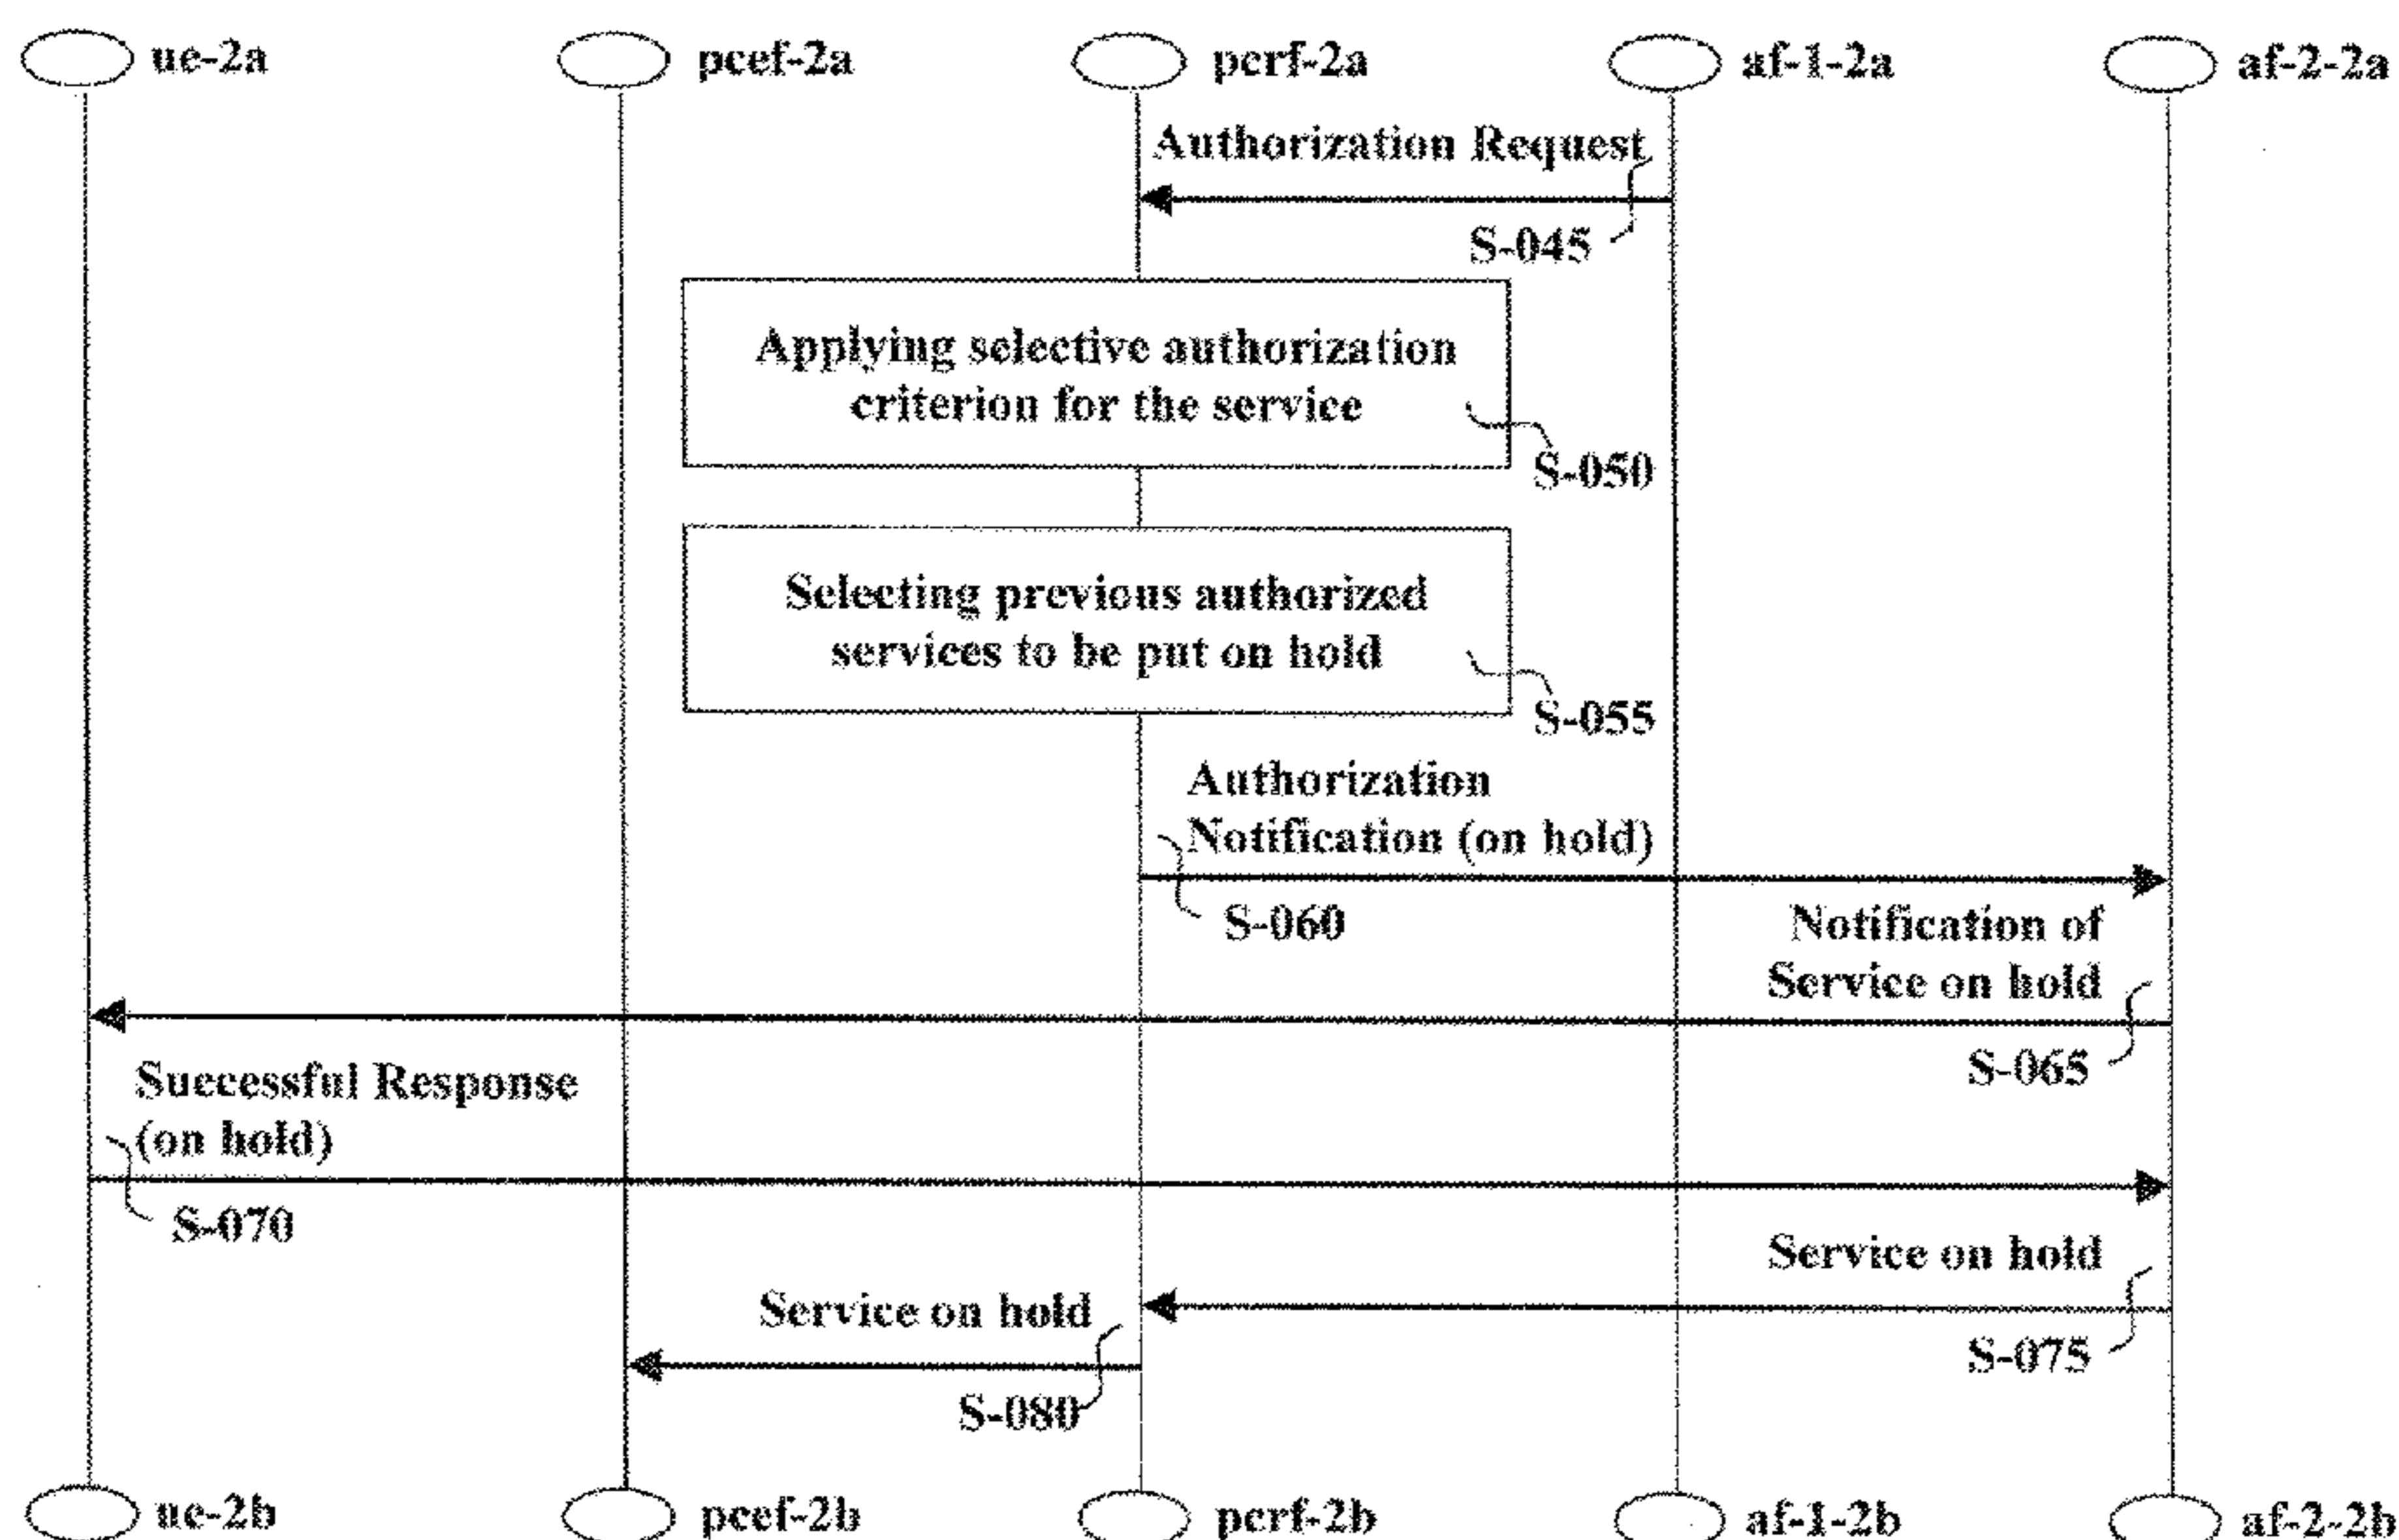 ue-2a
pcef-2a
pcrf-2a
af-1-2a
af-2-2a
Authorization Request
S-045
Applying selective authorization
criterion for the service
S-050
Selecting previous authorized
services to be put on hold
S-055
Authorization
Notification (on hold)
S-060
Notification of
Service on hold
S-065
Successful Response
(on hold)
S-070
Service on hold
S-075
Service on hold
S-080
ue-2b
pcef-2b
pcrf-2b
af-1-2b
af-2-2b